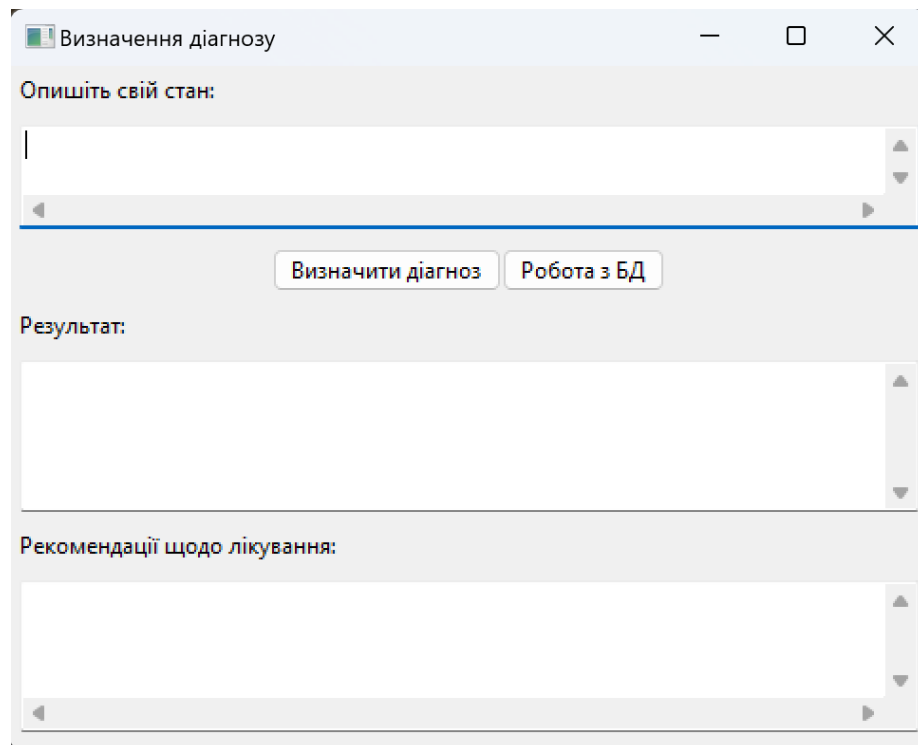 Визначення діагнозу
Опишіть свій стан:
Визначити діагноз Робота з БД
Результат:
Рекомендації щодо лікування: